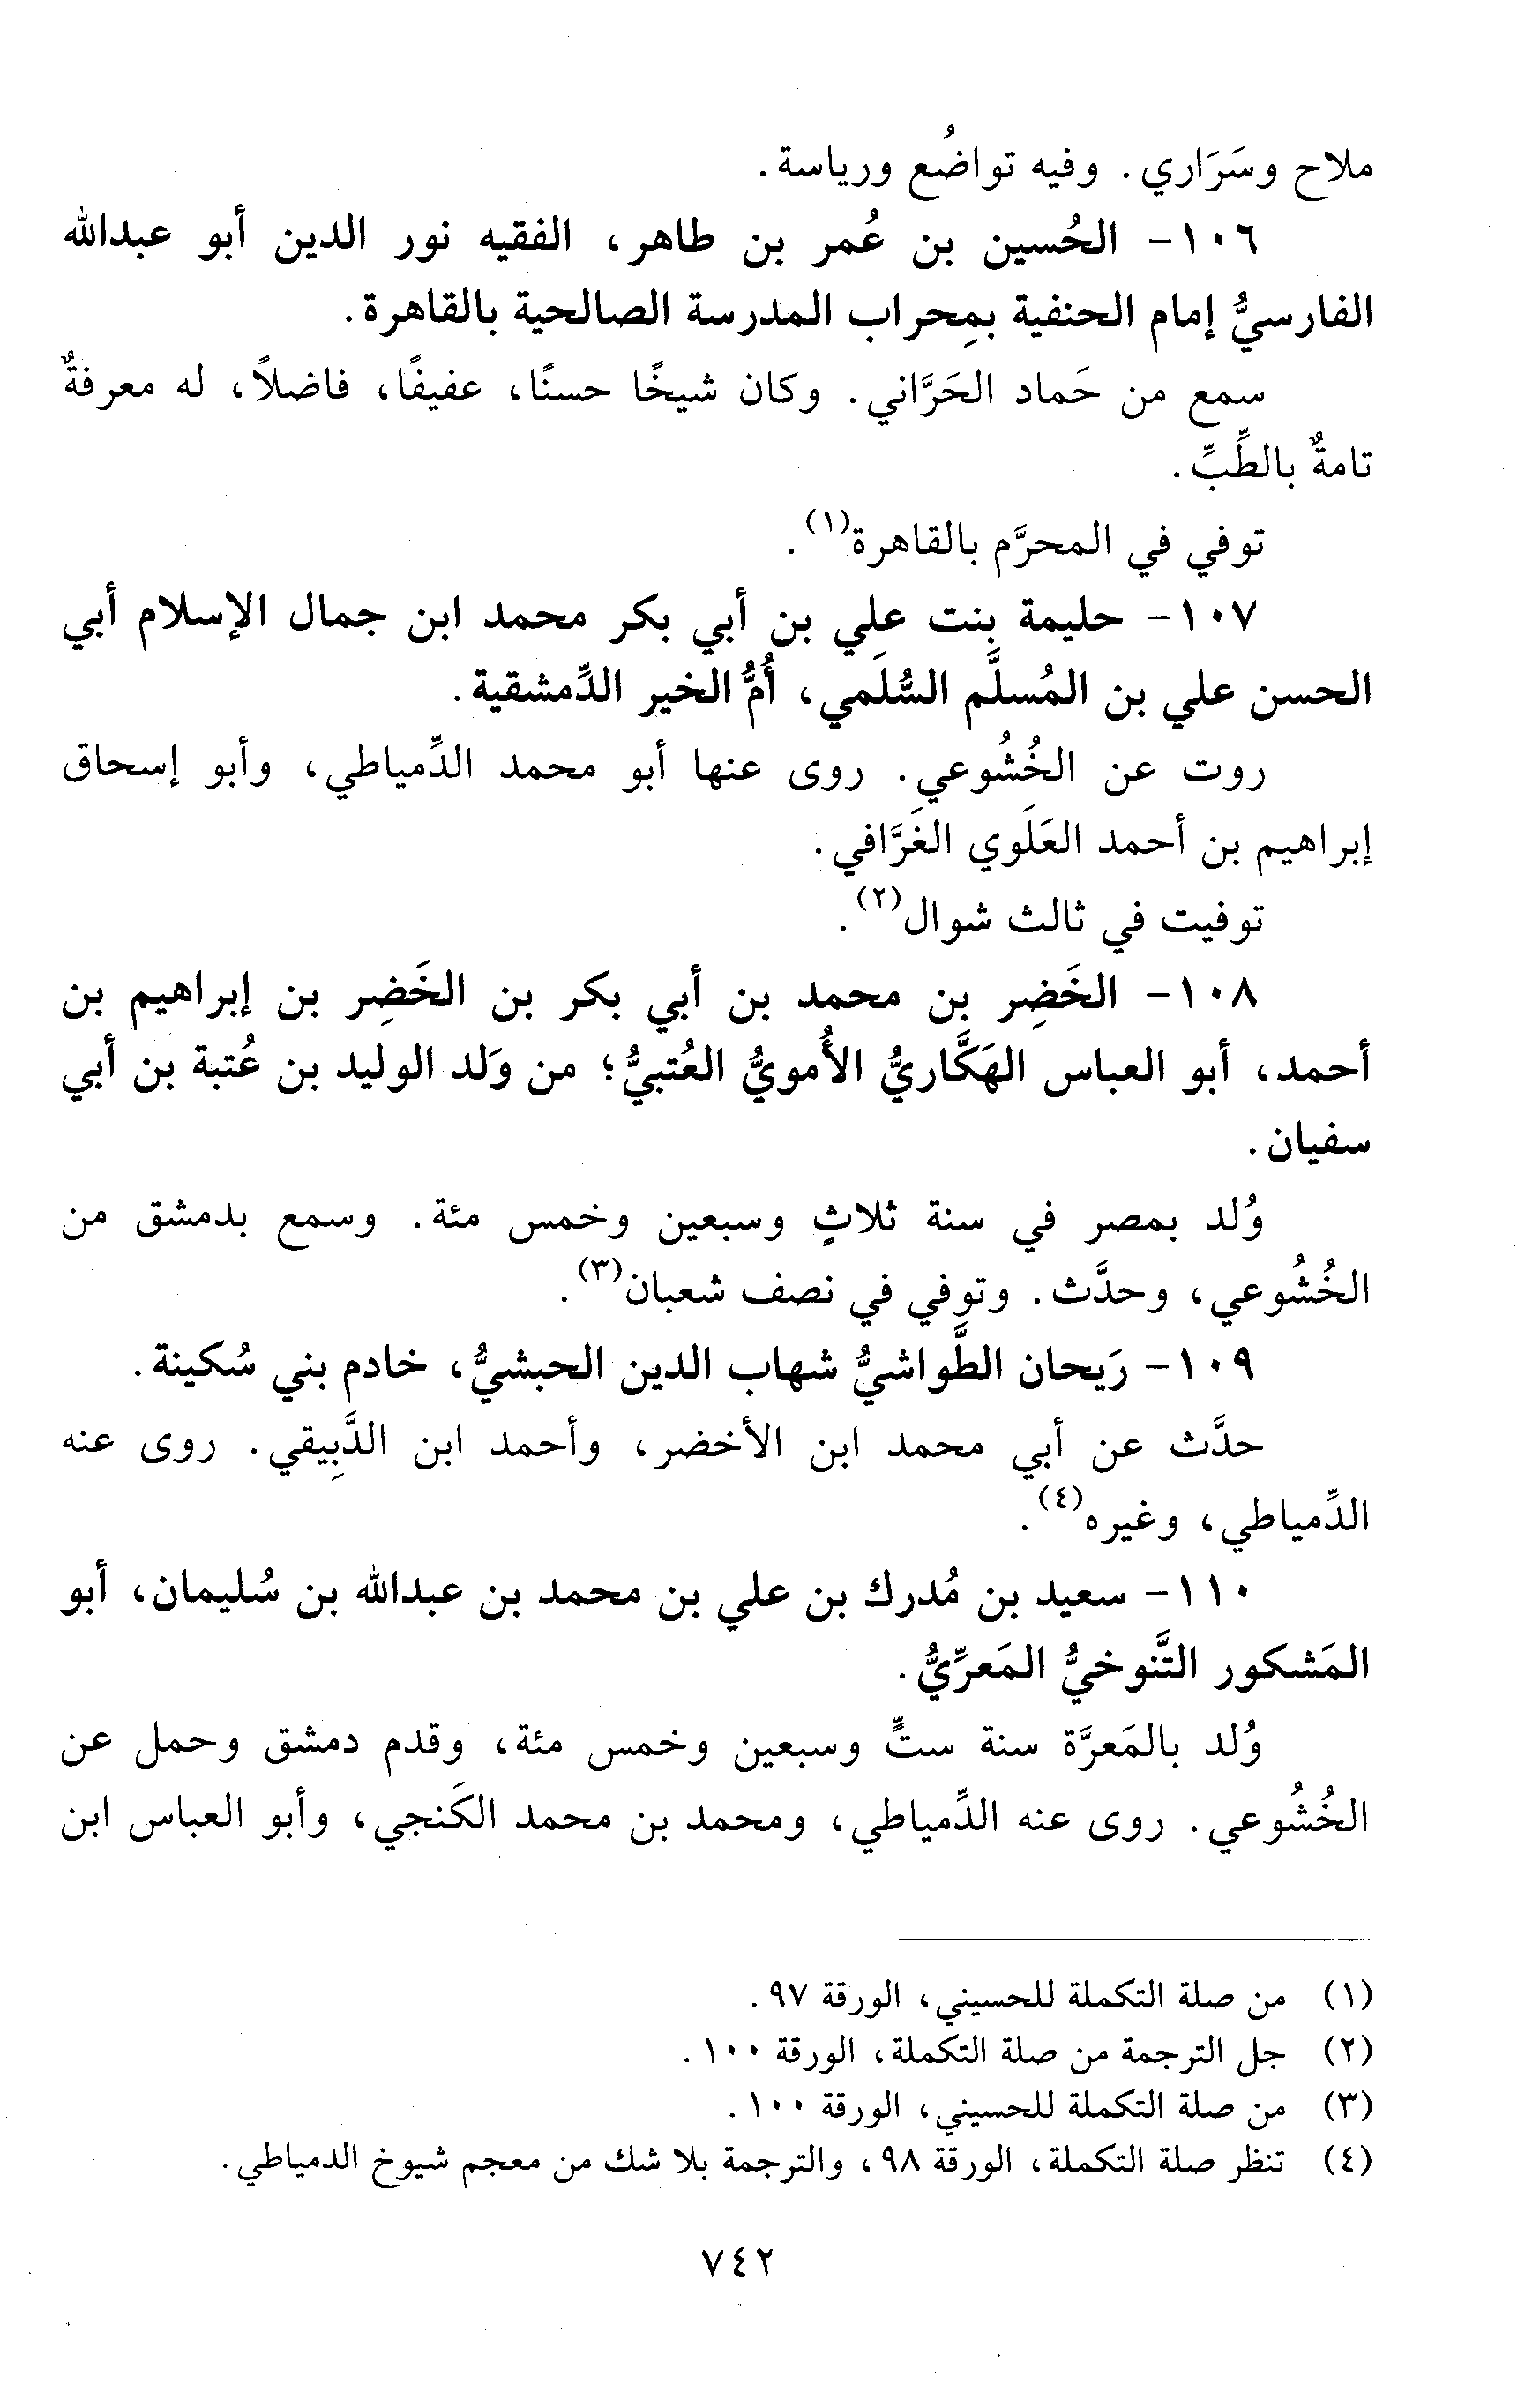 ملاح وسَرَاري. وفيه تواضُع ورياسة.
١٠٦- الحُسين بن عُمر بن طاهر، الفقيه نور الدين أبو عبدالله
الفارسيُّ إمام الحنفية بمِحراب المدرسة الصالحية بالقاهرة.
سمع من حَماد الحَرَّاني. وكان شيخًا حسنًا، عفيفًا، فاضلاً، له معرفةٌ
تامةٌ بالطِّبِّ.
توفي في المحرَّم بالقاهرة(١).
١٠٧- حليمة بنت علي بن أبي بكر محمد ابن جمال الإسلام أبي
الحسن علي بن المُسلَّم السُّلَمي، أُمُّ الخير الدِّمشقية.
روت عن الخُشُوعي. روى عنها أبو محمد الدِّمياطي، وأبو إسحاق
إبراهيم بن أحمد العَلَوي الغَرَّافي.
توفيت في ثالث شوال(٢).
١٠٨- الخَضِر بن محمد بن أبي بكر بن الخَضِر بن إبراهيم بن
أحمد، أبو العباس الهَكَّاريُّ الأُمويُّ العُتبيُّ؛ من وَلد الوليد بن عُتبة بن أبي
سفيان.
وُلد بمصر في سنة ثلاثٍ وسبعين وخمس مئة. وسمع بدمشق من
الخُشُوعي، وحدَّث. وتوفي في نصف شعبان(٣).
١٠٩- رَيحان الطَّواشيُّ شهاب الدين الحبشيُّ، خادم بني سُكينة.
حدَّث عن أبي محمد ابن الأخضر، وأحمد ابن الدَّبِيقي. روى عنه
الدِّمياطي، وغيره(٤).
١١٠- سعيد بن مُدرك بن علي بن محمد بن عبدالله بن سُليمان، أبو
المَشكور التَّنوخيُّ المَعرِّيُّ.
وُلد بالمَعرَّة سنة ستٍّ وسبعين وخمس مئة، وقدم دمشق وحمل عن
الخُشُوعي. روى عنه الدِّمياطي، ومحمد بن محمد الكَنجي، وأبو العباس ابن
(١) من صلة التكملة للحسيني، الورقة ٩٧.
(٢) جل الترجمة من صلة التكملة، الورقة ١٠٠.
(٣) من صلة التكملة للحسيني، الورقة ١٠٠.
(٤) تنظر صلة التكملة، الورقة ٩٨، والترجمة بلا شك من معجم شيوخ الدمياطي.
٧٤٢